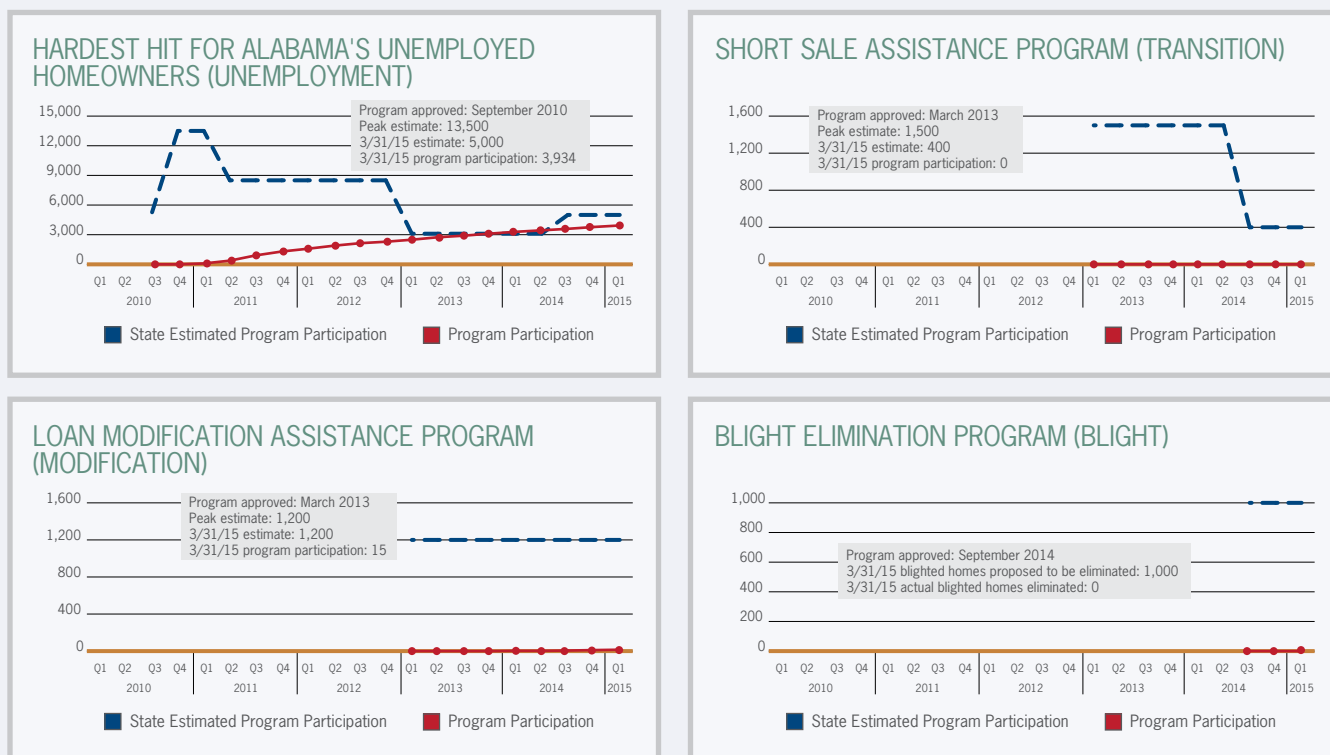 HARDEST HIT FOR ALABAMA'S UNEMPLOYED
HOMEOWNERS (UNEMPLOYMENT)
Program approved: September 2010
Peak estimate: 13,500
3/31/15 estimate: 5,000
3/31/15 program participation: 3,934
15,000
12,000
9,000
6,000
3,000
0
Q1 Q2 Q3 Q4 Q1 Q2 Q3 Q4 Q1 Q2 Q3 Q4 Q1 Q2 Q3 Q4 Q1 Q2 Q3 Q4 Q1
2010 2011 2012 2013 2014 2015
State Estimated Program Participation Program Participation
SHORT SALE ASSISTANCE PROGRAM (TRANSITION)
Program approved: March 2013
Peak estimate: 1,500
3/31/15 estimate: 400
3/31/15 program participation: 0
1,600
1,200
800
400
0
Q1 Q2 Q3 Q4 Q1 Q2 Q3 Q4 Q1 Q2 Q3 Q4 Q1 Q2 Q3 Q4 Q1 Q2 Q3 Q4 Q1
2010 2011 2012 2013 2014 2015
State Estimated Program Participation Program Participation
LOAN MODIFICATION ASSISTANCE PROGRAM
(MODIFICATION)
Program approved: March 2013
Peak estimate: 1,200
3/31/15 estimate: 1,200
3/31/15 program participation: 15
1,600
1,200
800
400
0
Q1 Q2 Q3 Q4 Q1 Q2 Q3 Q4 Q1 Q2 Q3 Q4 Q1 Q2 Q3 Q4 Q1 Q2 Q3 Q4 Q1
2010 2011 2012 2013 2014 2015
State Estimated Program Participation Program Participation
BLIGHT ELIMINATION PROGRAM (BLIGHT)
1,000
800
600
400
200
0
Program approved: September 2014
3/31/15 blighted homes proposed to be eliminated: 1,000
3/31/15 actual blighted homes eliminated: 0
Q1 Q2 Q3 Q4 Q1 Q2 Q3 Q4 Q1 Q2 Q3 Q4 Q1 Q2 Q3 Q4 Q1 Q2 Q3 Q4 Q1
2010 2011 2012 2013 2014 2015
State Estimated Program Participation Program Participation